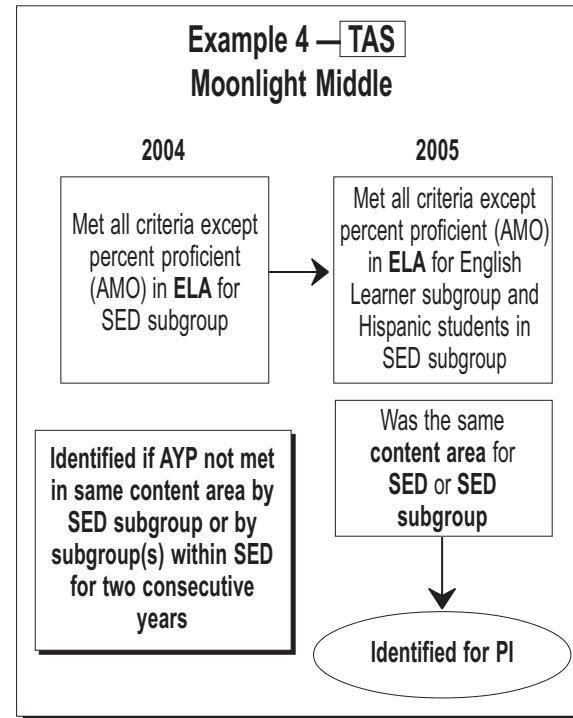 Example 4 — TAS
Moonlight Middle
2004
Met all criteria except
percent proficient
(AMO) in ELA for
SED subgroup
2005
Met all criteria except
percent proficient (AMO)
in ELA for English
Learner subgroup and
Hispanic students in
SED subgroup
Identified if AYP not met
in same content area by
SED subgroup or by
subgroup(s) within SED
for two consecutive
years
Was the same
content area for
SED or SED
subgroup
Identified for PI